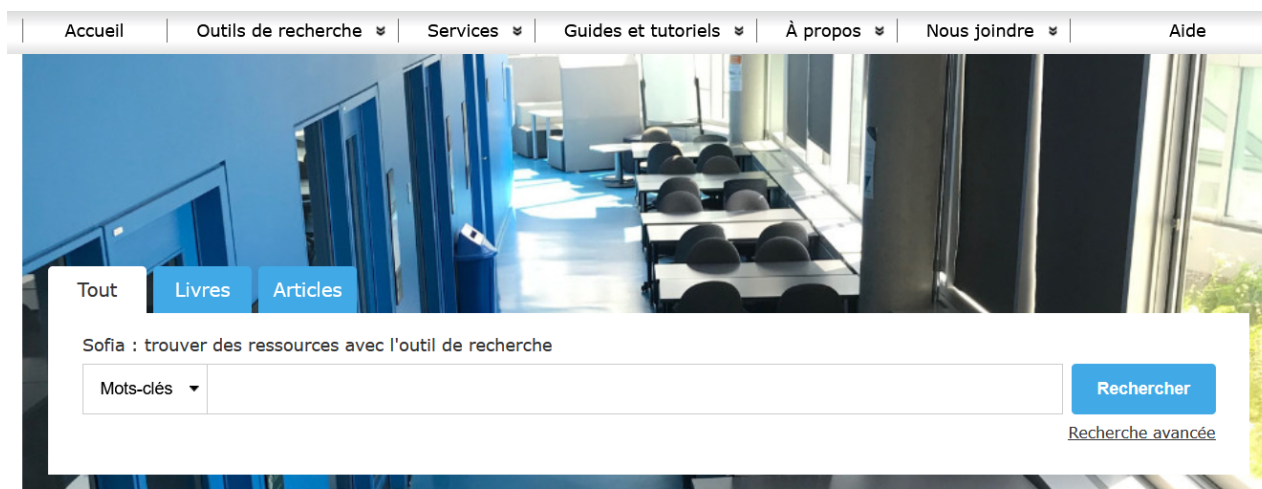 Accueil Outils de recherche Services Guides et tutoriels À propos Nous joindre Aide
Tout Livres Articles
Sofia : trouver des ressources avec l'outil de recherche
Mots-clés Rechercher
Recherche avancée